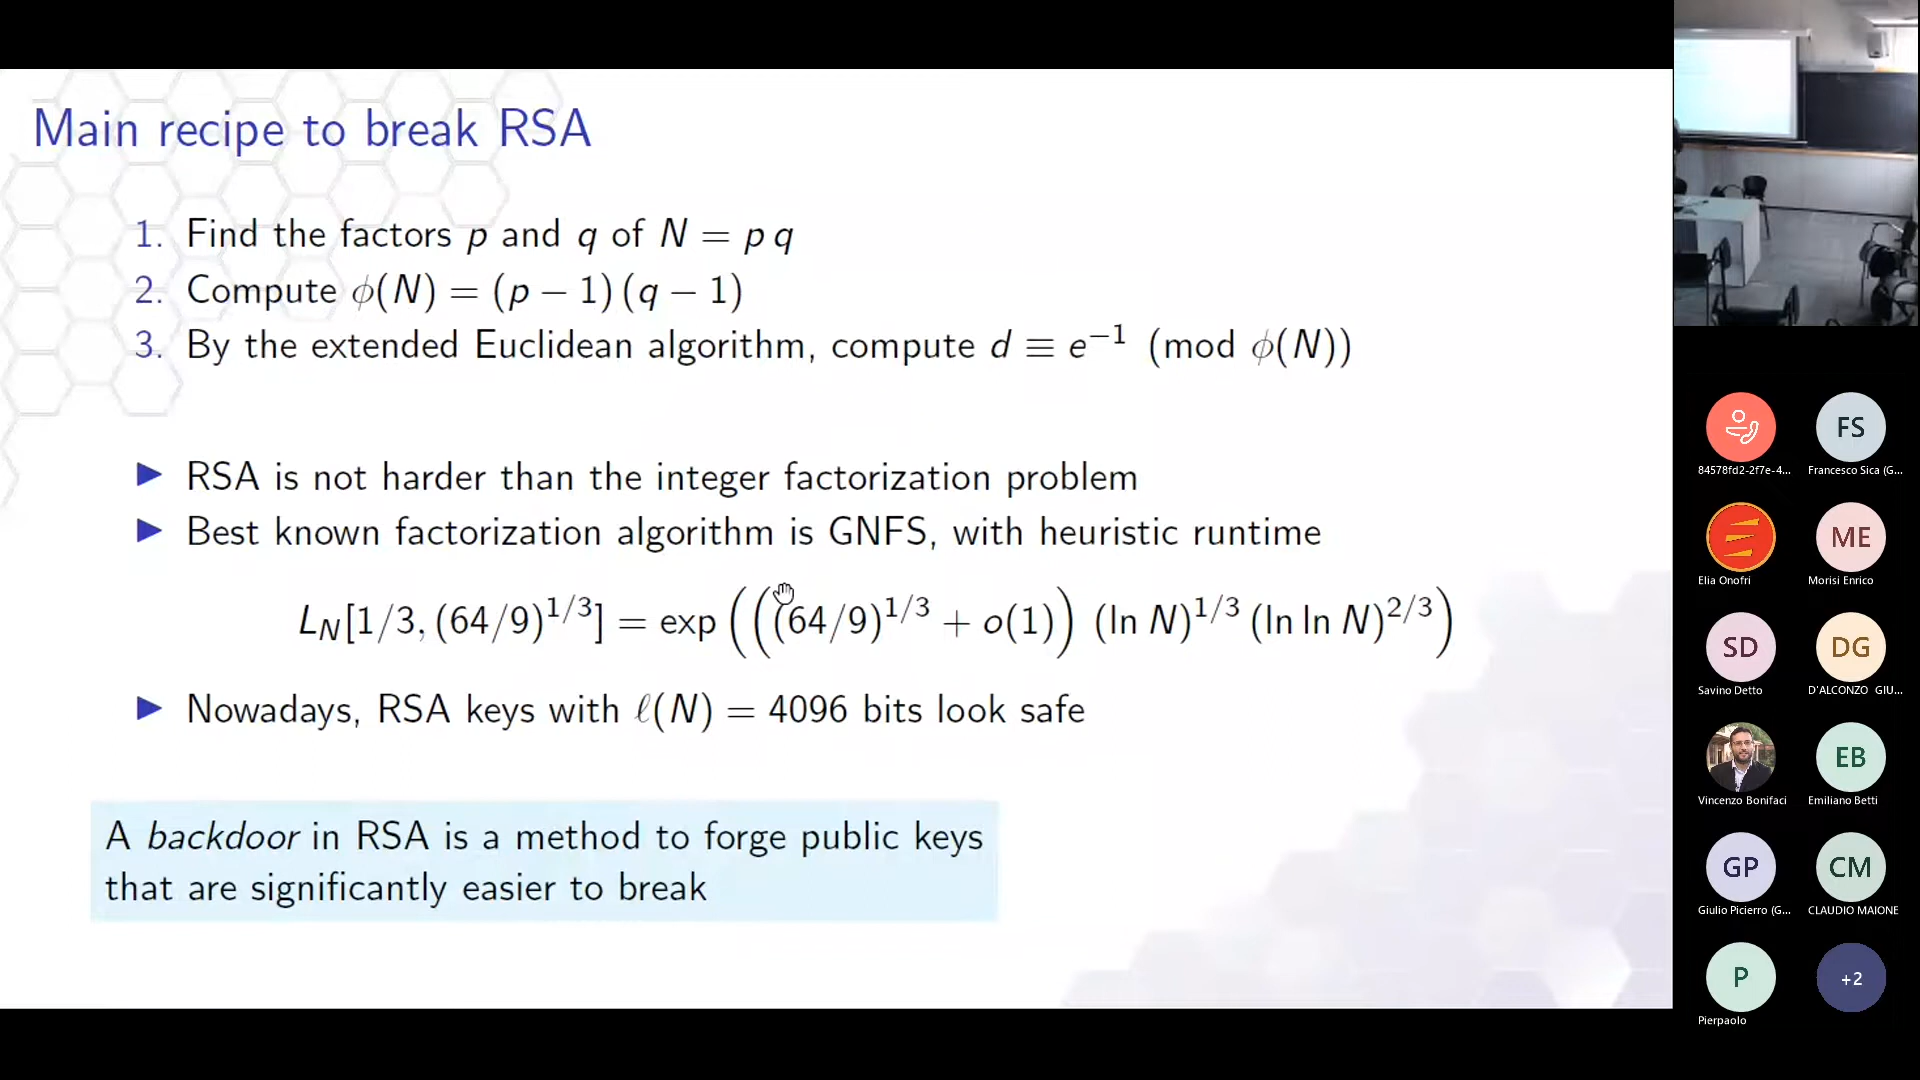 Main recipe to break RSA
1. Find the factors p and q of N = p q
2. Compute ϕ(N) = (p − 1) (q − 1)
3. By the extended Euclidean algorithm, compute d ≡ e⁻¹ (mod ϕ(N))
▶ RSA is not harder than the integer factorization problem
▶ Best known factorization algorithm is GNFS, with heuristic runtime
L_N[1/3, (64/9)^{1/3}] = exp(((64/9)^{1/3} + o(1)) (ln N)^{1/3} (ln ln N)^{2/3})
▶ Nowadays, RSA keys with ℓ(N) = 4096 bits look safe
A backdoor in RSA is a method to forge public keys
that are significantly easier to break
84578fd2-2f7e-4...
FS
Francesco Sica (G...
Elia Onofri
ME
Morisi Enrico
SD
Savino Detto
DG
D'ALCONZO GIU...
Vincenzo Bonifaci
EB
Emiliano Betti
GP
Giulio Picierro (G...
CM
CLAUDIO MAIONE
P
Pierpaolo
+2